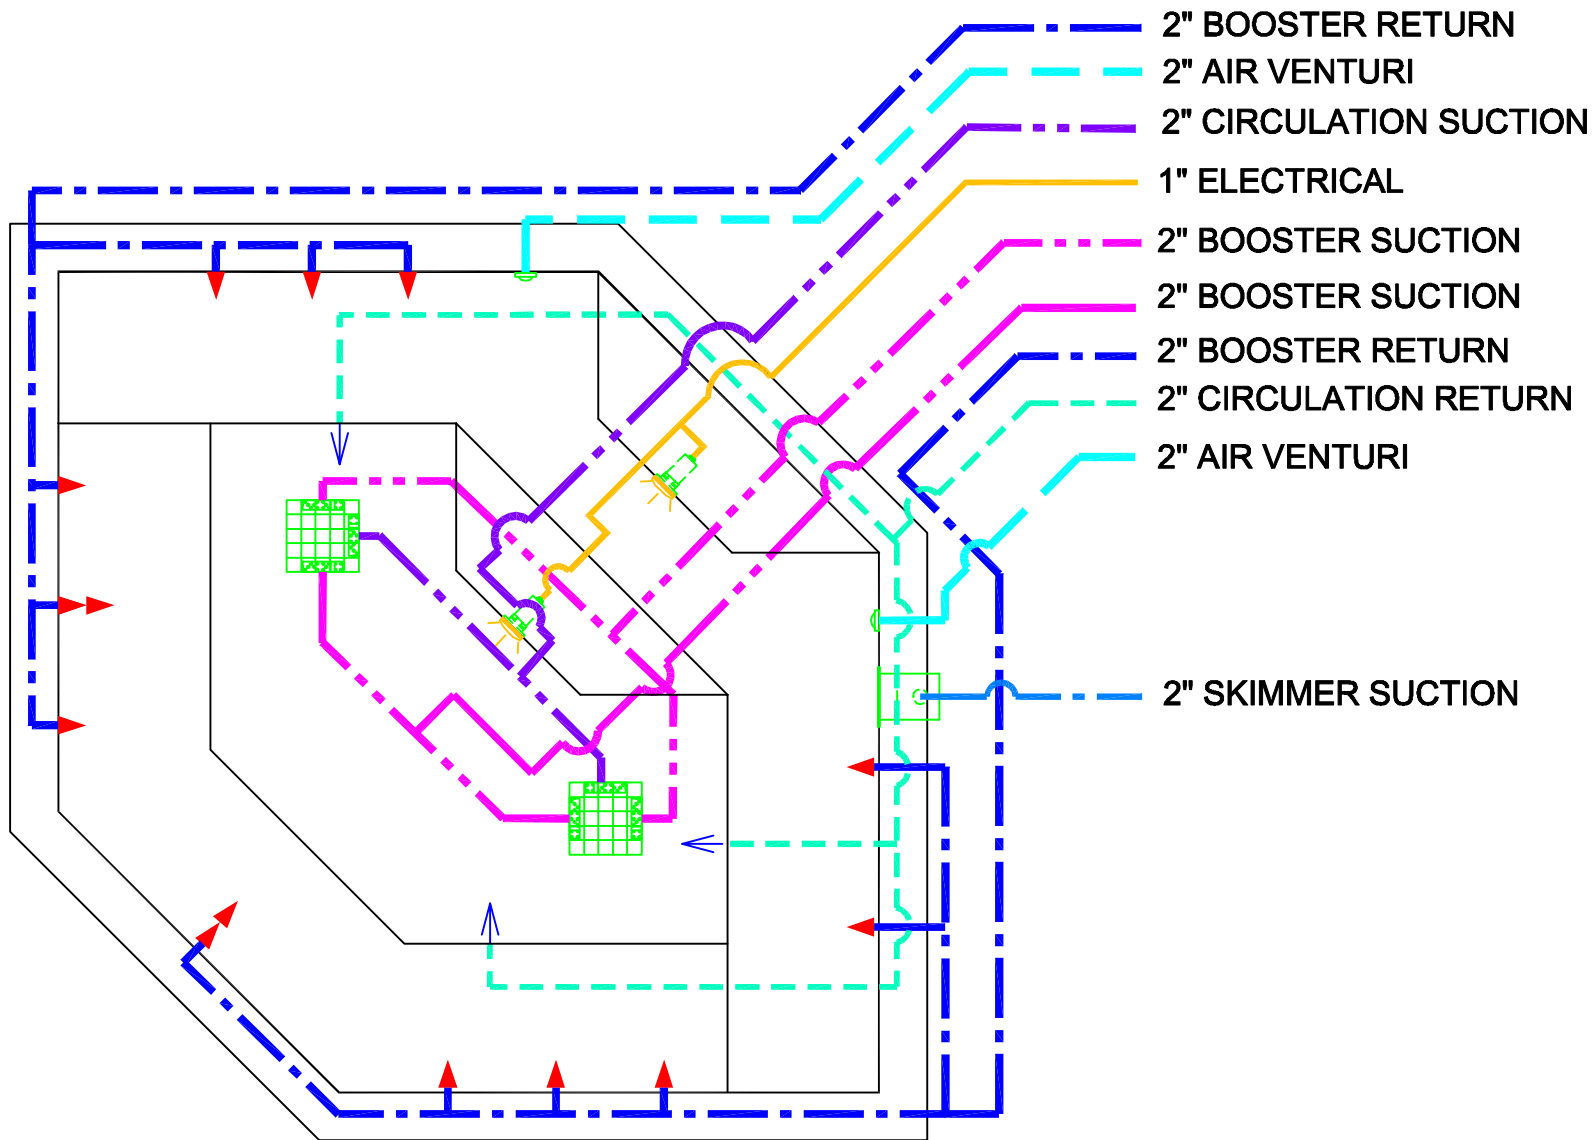 2" BOOSTER RETURN
2" AIR VENTURI
2" CIRCULATION SUCTION
1" ELECTRICAL
2" BOOSTER SUCTION
2" BOOSTER SUCTION
2" BOOSTER RETURN
2" CIRCULATION RETURN
2" AIR VENTURI
2" SKIMMER SUCTION